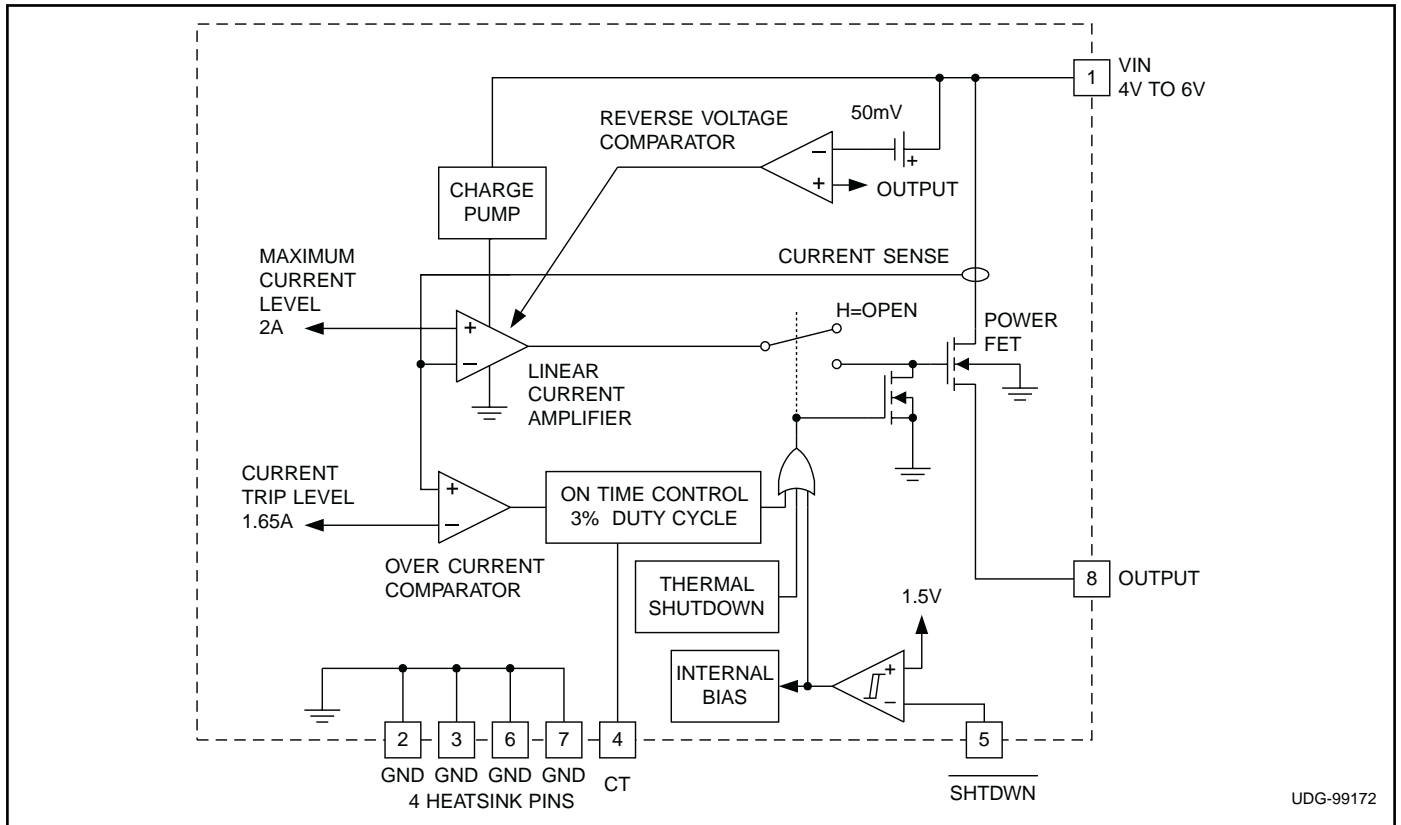 1
VIN
4V TO 6V
50mV
REVERSE VOLTAGE
COMPARATOR
−
+
+
OUTPUT
CHARGE
PUMP
CURRENT SENSE
MAXIMUM
CURRENT
LEVEL
2A
+
−
H=OPEN
POWER
FET
LINEAR
CURRENT
AMPLIFIER
CURRENT
TRIP LEVEL
1.65A
+
−
ON TIME CONTROL
3% DUTY CYCLE
OVER CURRENT
COMPARATOR
THERMAL
SHUTDOWN
8
OUTPUT
1.5V
INTERNAL
BIAS
+
−
2
3
6
7
4
5
GND GND GND GND
CT
4 HEATSINK PINS
SHTDWN
UDG-99172